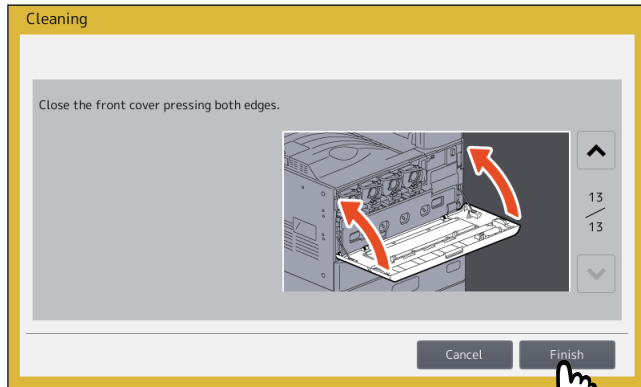 Cleaning
Close the front cover pressing both edges.
13
13
Cancel
Finish